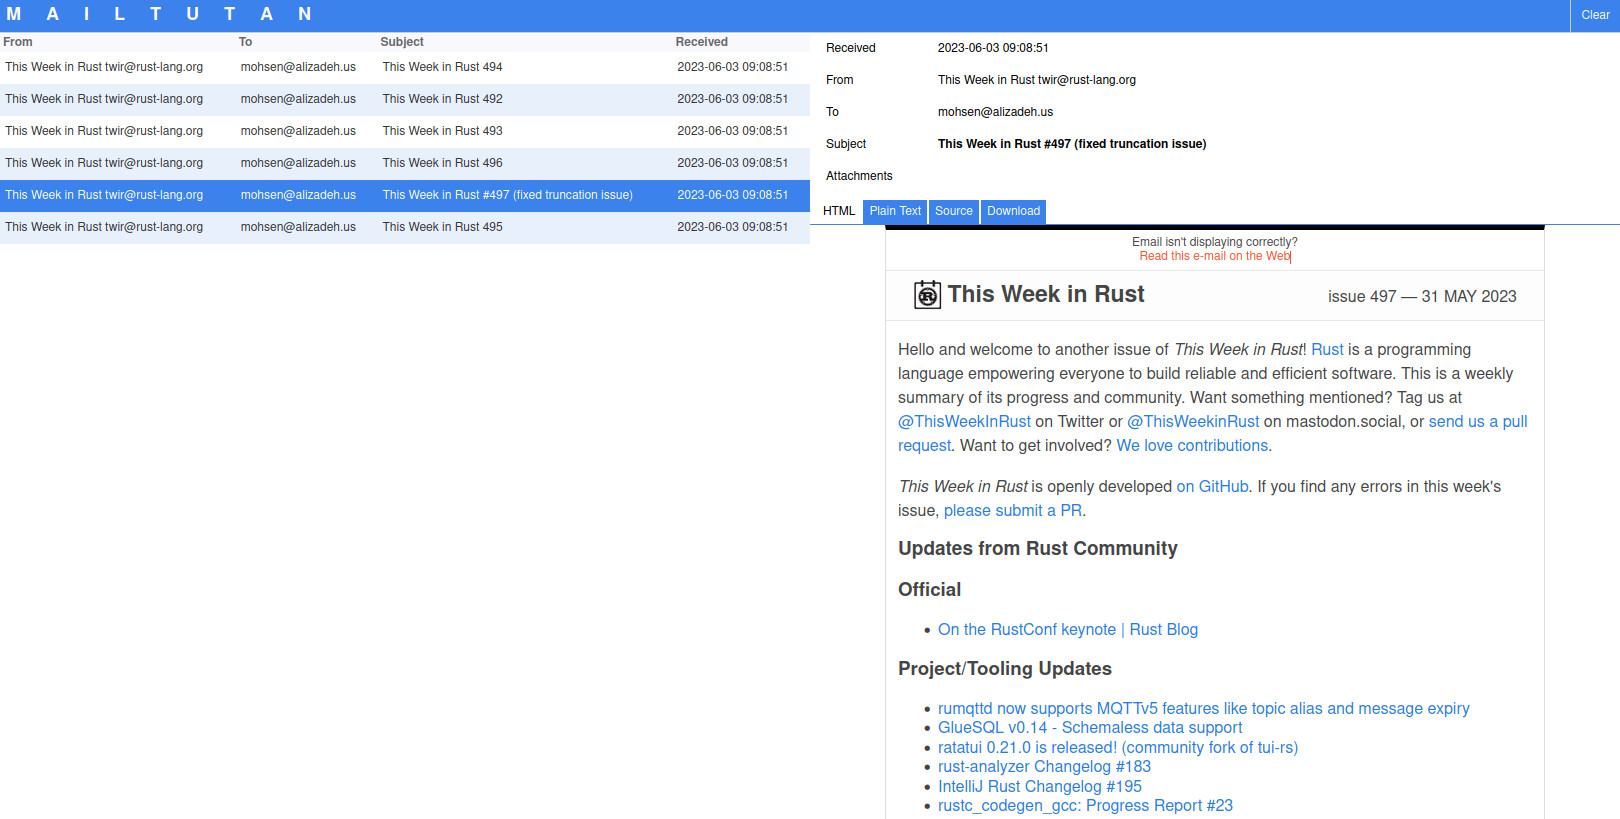 M A I L T U T A N
Clear
From To Subject Received
This Week in Rust twir@rust-lang.org mohsen@alizadeh.us This Week in Rust 494 2023-06-03 09:08:51
This Week in Rust twir@rust-lang.org mohsen@alizadeh.us This Week in Rust 492 2023-06-03 09:08:51
This Week in Rust twir@rust-lang.org mohsen@alizadeh.us This Week in Rust 493 2023-06-03 09:08:51
This Week in Rust twir@rust-lang.org mohsen@alizadeh.us This Week in Rust 496 2023-06-03 09:08:51
This Week in Rust twir@rust-lang.org mohsen@alizadeh.us This Week in Rust #497 (fixed truncation issue) 2023-06-03 09:08:51
This Week in Rust twir@rust-lang.org mohsen@alizadeh.us This Week in Rust 495 2023-06-03 09:08:51
Received 2023-06-03 09:08:51
From This Week in Rust twir@rust-lang.org
To mohsen@alizadeh.us
Subject This Week in Rust #497 (fixed truncation issue)
Attachments
HTML Plain Text Source Download
Email isn't displaying correctly?
Read this e-mail on the Web
This Week in Rust issue 497 — 31 MAY 2023
Hello and welcome to another issue of This Week in Rust! Rust is a programming
language empowering everyone to build reliable and efficient software. This is a weekly
summary of its progress and community. Want something mentioned? Tag us at
@ThisWeekInRust on Twitter or @ThisWeekinRust on mastodon.social, or send us a pull
request. Want to get involved? We love contributions.
This Week in Rust is openly developed on GitHub. If you find any errors in this week's
issue, please submit a PR.
Updates from Rust Community
Official
• On the RustConf keynote | Rust Blog
Project/Tooling Updates
• rumqttd now supports MQTTv5 features like topic alias and message expiry
• GlueSQL v0.14 - Schemaless data support
• ratatui 0.21.0 is released! (community fork of tui-rs)
• rust-analyzer Changelog #183
• IntelliJ Rust Changelog #195
• rustc_codegen_gcc: Progress Report #23